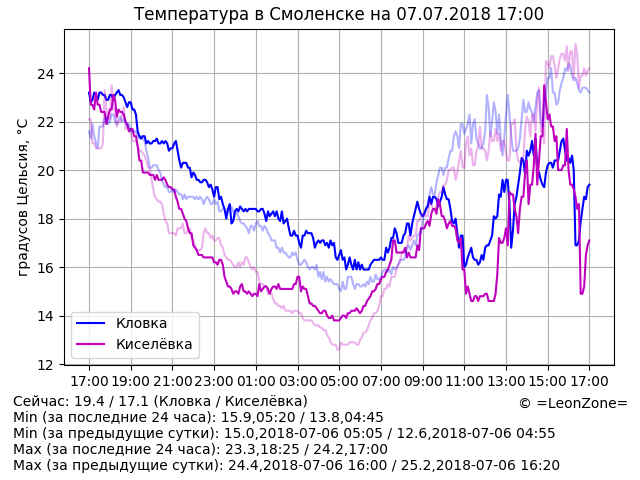 Температура в Смоленске на 07.07.2018 17:00
градусов Цельсия, °C
24
22
20
18
16
14
12
Кловка
Киселёвка
17:00 19:00 21:00 23:00 01:00 03:00 05:00 07:00 09:00 11:00 13:00 15:00 17:00
Сейчас: 19.4 / 17.1 (Кловка / Киселёвка)
© =LeonZone=
Min (за последние 24 часа): 15.9,05:20 / 13.8,04:45
Min (за предыдущие сутки): 15.0,2018-07-06 05:05 / 12.6,2018-07-06 04:55
Max (за последние 24 часа): 23.3,18:25 / 24.2,17:00
Max (за предыдущие сутки): 24.4,2018-07-06 16:00 / 25.2,2018-07-06 16:20